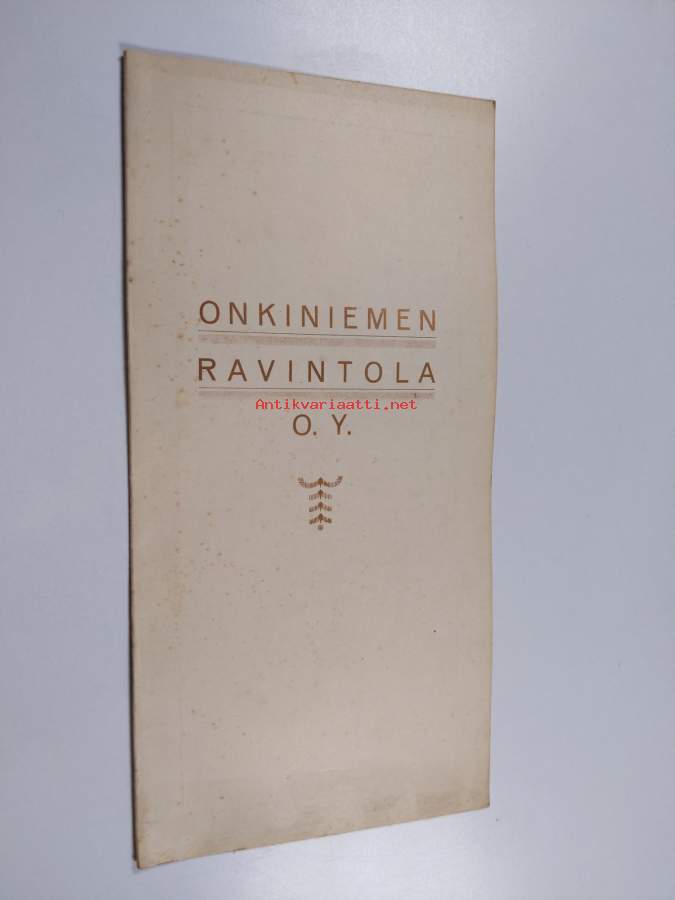 ONKINIEMEN
RAVINTOLA
Antikvariaatti.net
O. Y.